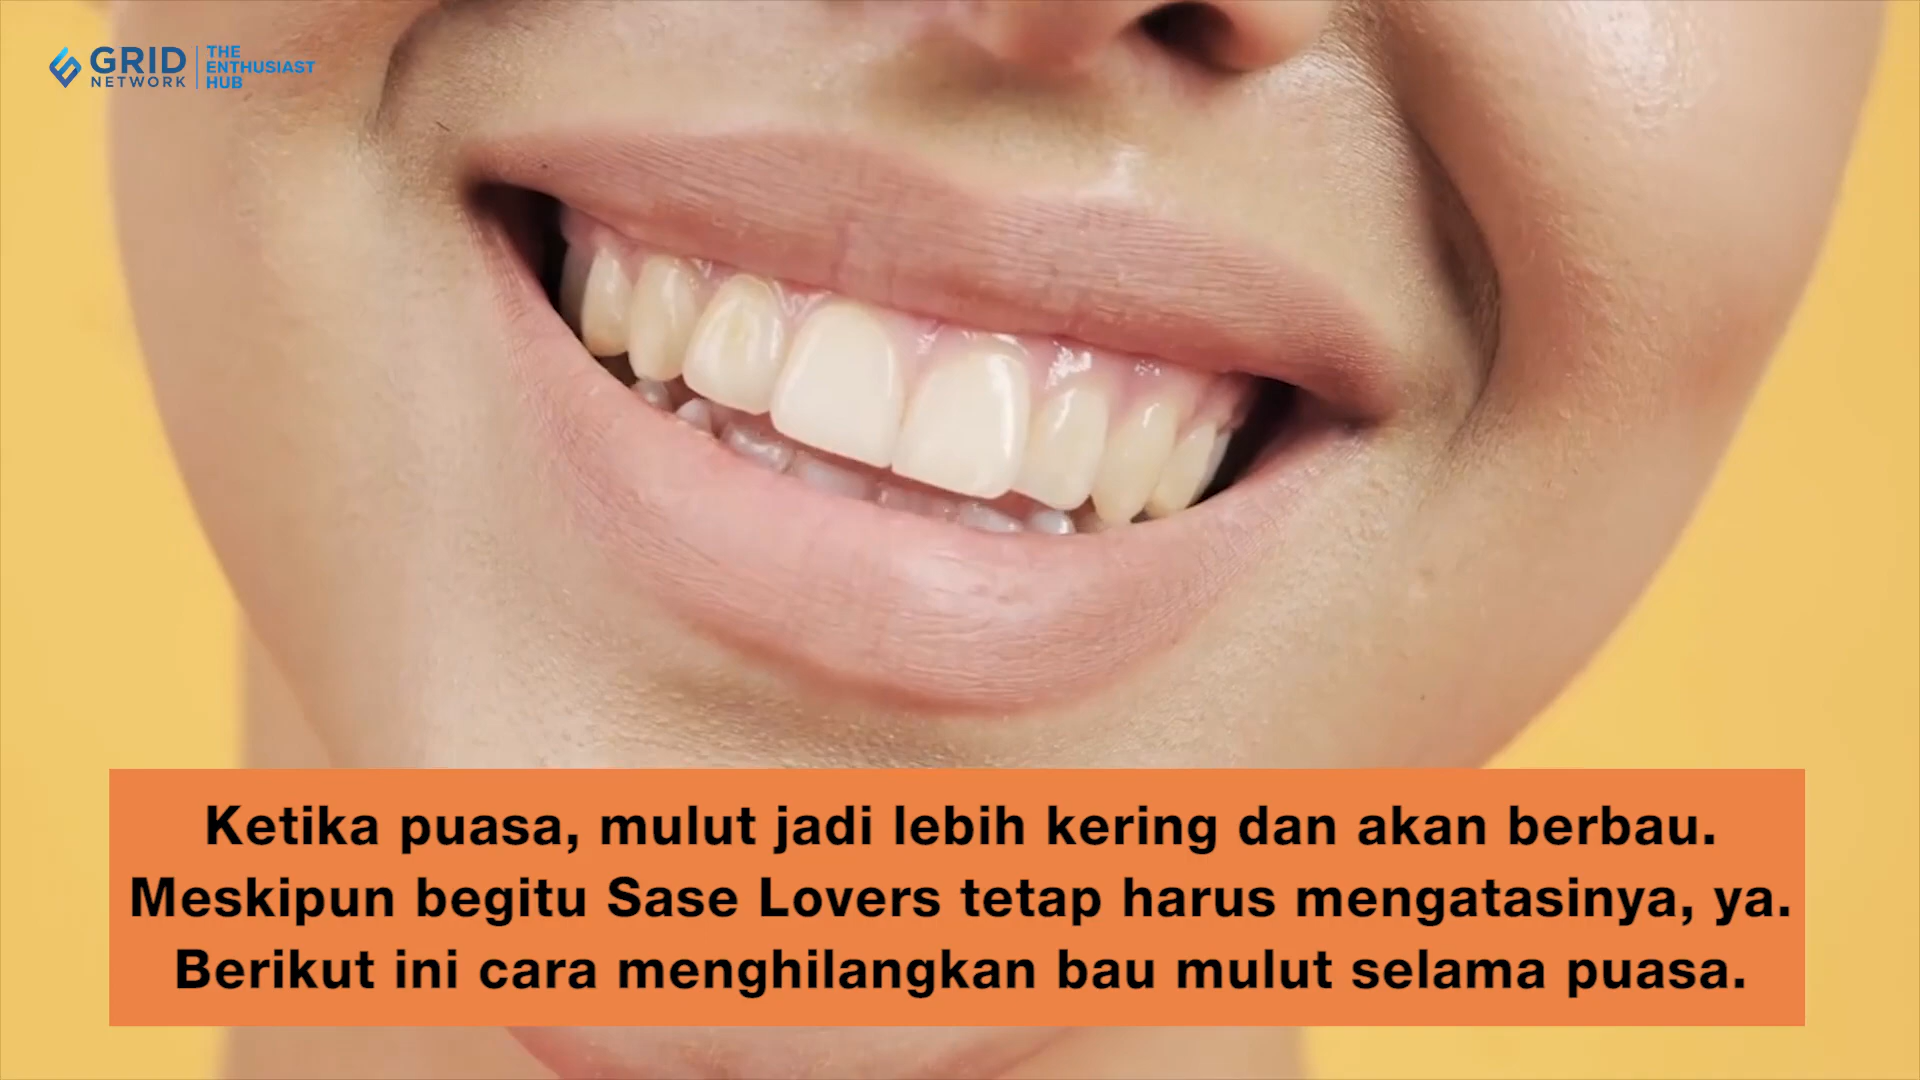 GRID
NETWORK
THE
ENTHUSIAST
HUB
Ketika puasa, mulut jadi lebih kering dan akan berbau.
Meskipun begitu Sase Lovers tetap harus mengatasinya, ya.
Berikut ini cara menghilangkan bau mulut selama puasa.